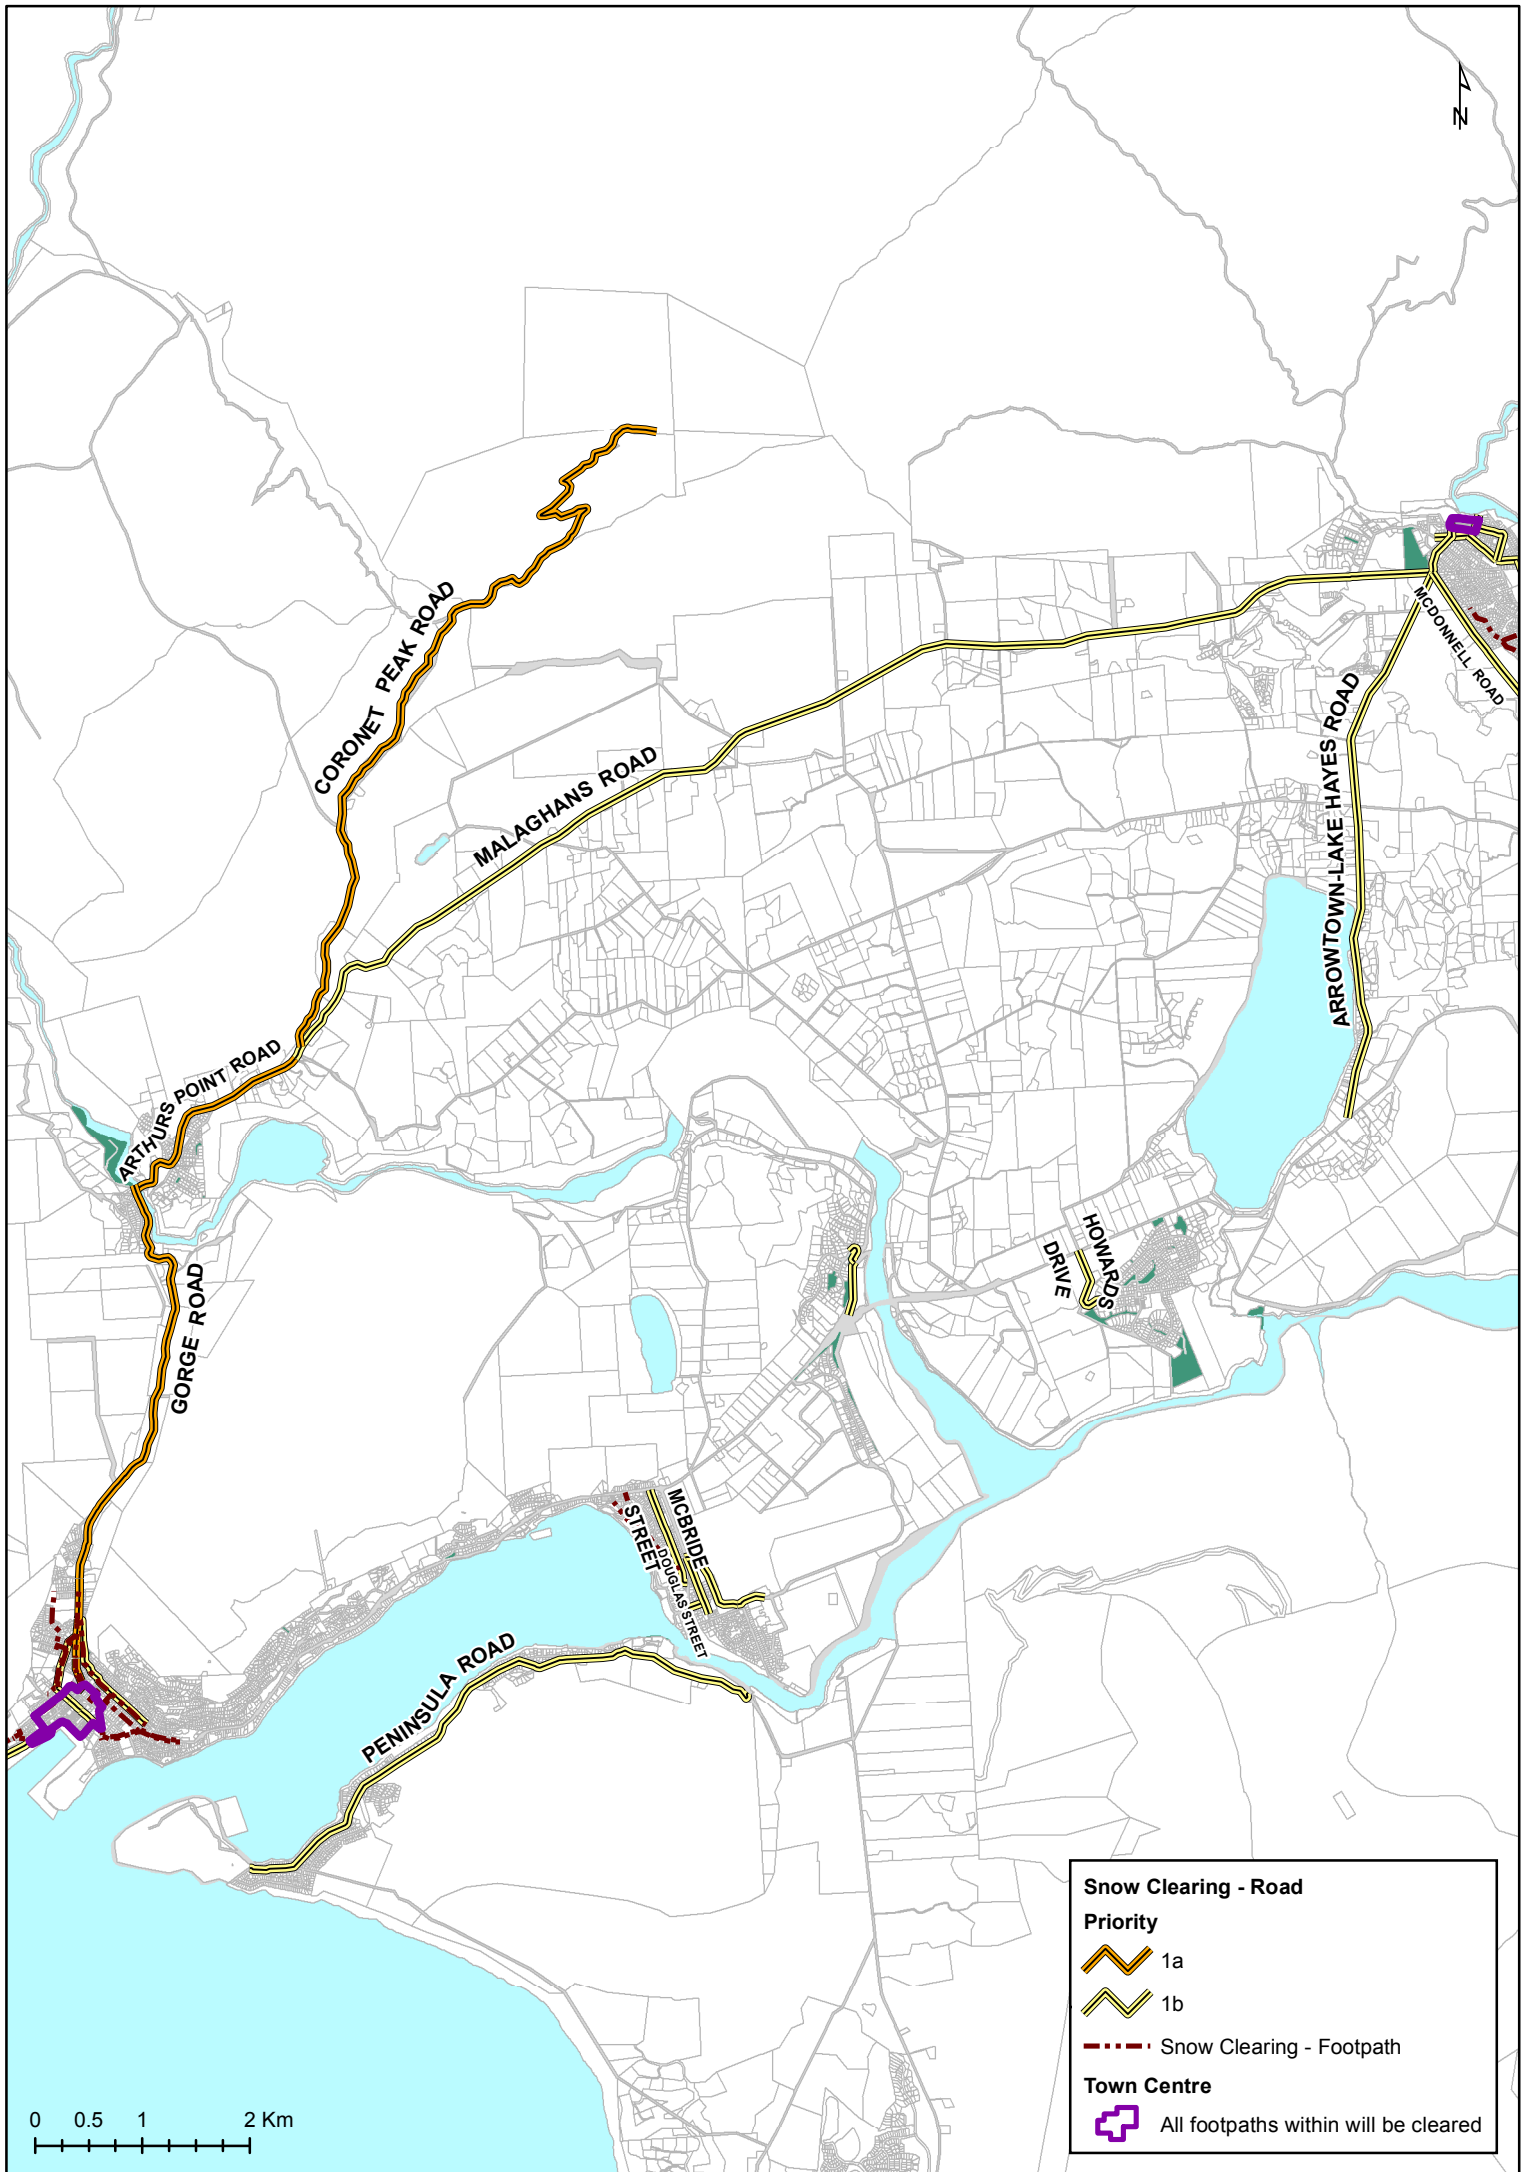 N
CORONET PEAK ROAD
MALAGHANS ROAD
MCDONNELL ROAD
ARROWTOWN-LAKE HAYES ROAD
ARTHURS POINT ROAD
HOWARDS
DRIVE
GORGE ROAD
MCBRIDE
STREET
DOUGLAS STREET
PENINSULA ROAD
Snow Clearing - Road
Priority
1a
1b
Snow Clearing - Footpath
Town Centre
All footpaths within will be cleared
0 0.5 1 2 Km